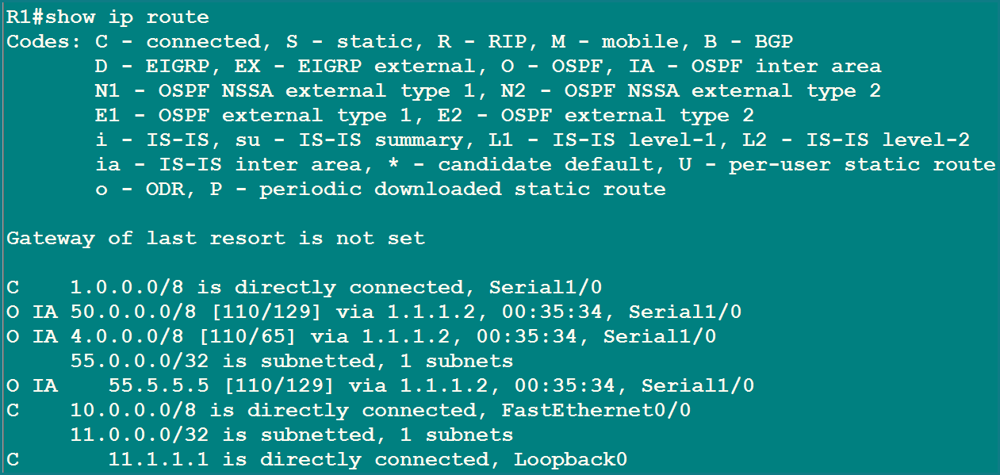 R1#show ip route
Codes: C - connected, S - static, R - RIP, M - mobile, B - BGP
       D - EIGRP, EX - EIGRP external, O - OSPF, IA - OSPF inter area
       N1 - OSPF NSSA external type 1, N2 - OSPF NSSA external type 2
       E1 - OSPF external type 1, E2 - OSPF external type 2
       i - IS-IS, su - IS-IS summary, L1 - IS-IS level-1, L2 - IS-IS level-2
       ia - IS-IS inter area, * - candidate default, U - per-user static route
       o - ODR, P - periodic downloaded static route

Gateway of last resort is not set

C    1.0.0.0/8 is directly connected, Serial1/0
O IA 50.0.0.0/8 [110/129] via 1.1.1.2, 00:35:34, Serial1/0
O IA 4.0.0.0/8 [110/65] via 1.1.1.2, 00:35:34, Serial1/0
     55.0.0.0/32 is subnetted, 1 subnets
O IA    55.5.5.5 [110/129] via 1.1.1.2, 00:35:34, Serial1/0
C    10.0.0.0/8 is directly connected, FastEthernet0/0
     11.0.0.0/32 is subnetted, 1 subnets
C       11.1.1.1 is directly connected, Loopback0